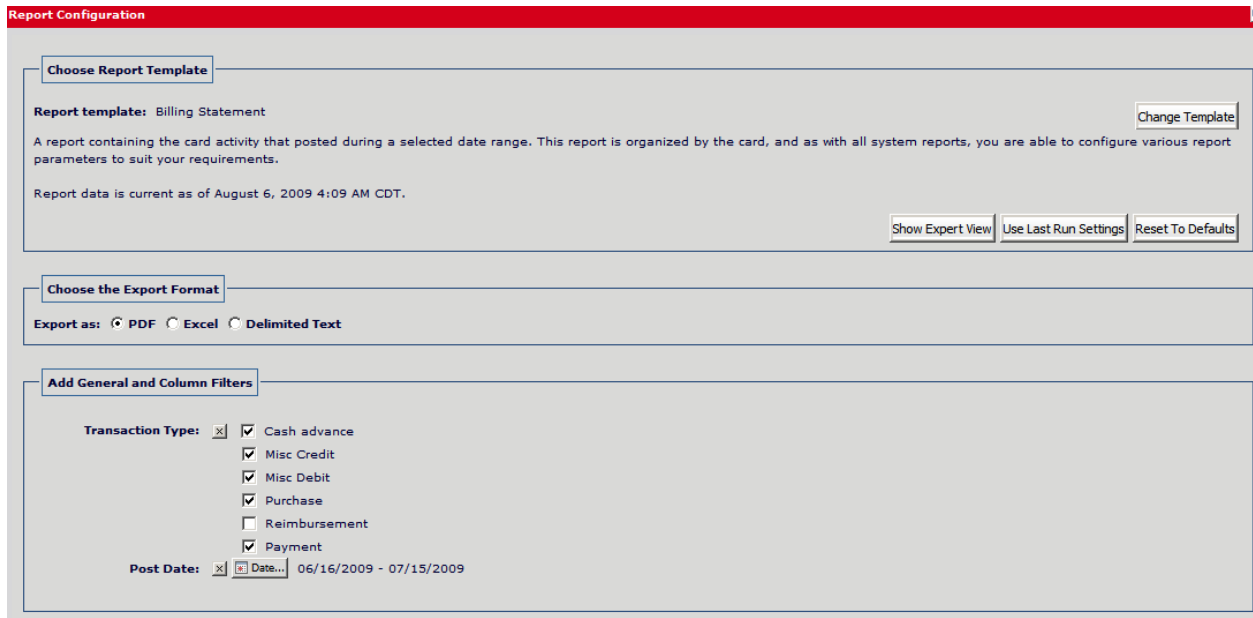 Report Configuration
Choose Report Template
Report template: Billing Statement
Change Template
A report containing the card activity that posted during a selected date range. This report is organized by the card, and as with all system reports, you are able to configure various report
parameters to suit your requirements.
Report data is current as of August 6, 2009 4:09 AM CDT.
Show Expert View Use Last Run Settings Reset To Defaults
Choose the Export Format
Export as: PDF Excel Delimited Text
Add General and Column Filters
Transaction Type: x Cash advance
Misc Credit
Misc Debit
Purchase
Reimbursement
Payment
Post Date: x Date... 06/16/2009 - 07/15/2009